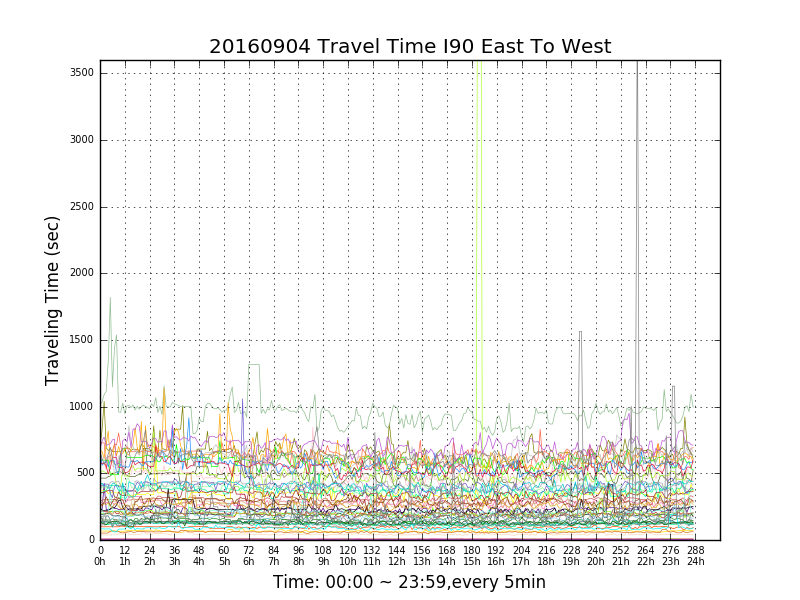 20160904 Travel Time I90 East To West
Traveling Time (sec)
3500
3000
2500
2000
1500
1000
500
0
0 12 24 36 48 60 72 84 96 108 120 132 144 156 168 180 192 204 216 228 240 252 264 276 288
0h 1h 2h 3h 4h 5h 6h 7h 8h 9h 10h 11h 12h 13h 14h 15h 16h 17h 18h 19h 20h 21h 22h 23h 24h
Time: 00:00 ~ 23:59,every 5min